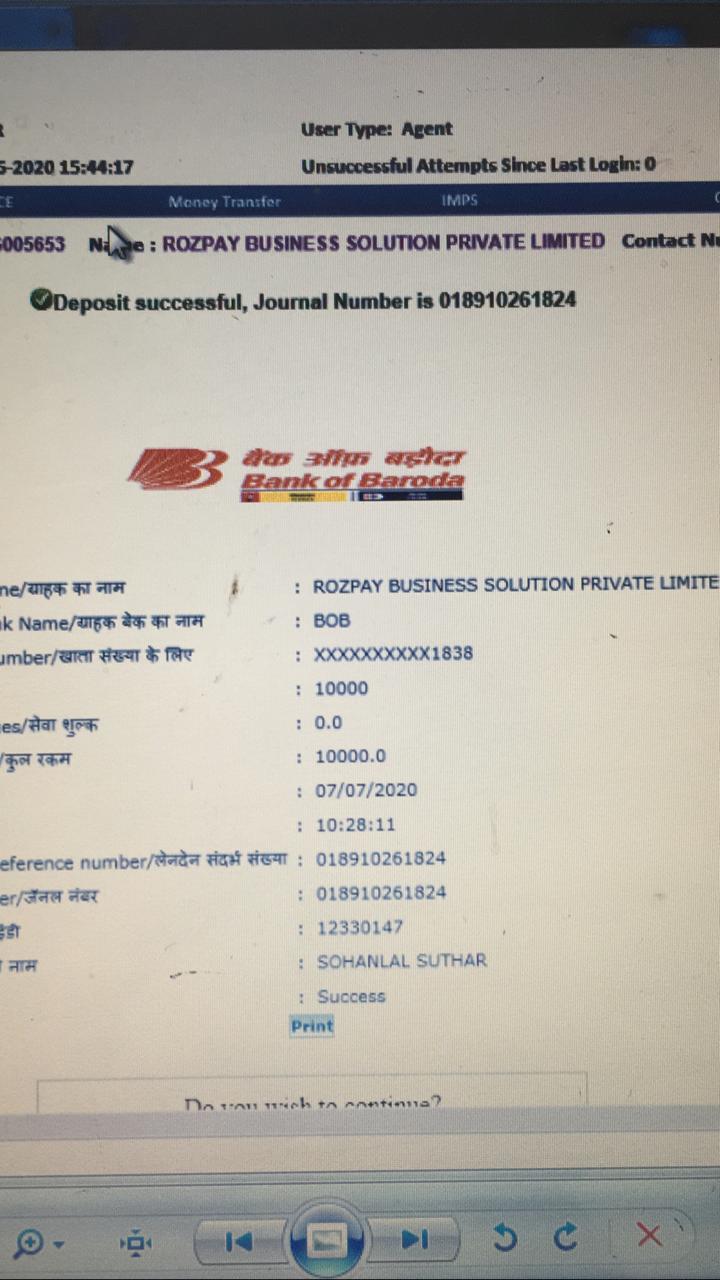 R
User Type: Agent
5-2020 15:44:17
Unsuccessful Attempts Since Last Login: 0
CE Money Transfer IMPS
005653 Name : ROZPAY BUSINESS SOLUTION PRIVATE LIMITED Contact Nu
Deposit successful, Journal Number is 018910261824
बैंक ऑफ़ बड़ौदा
Bank of Baroda
me/ग्राहक का नाम : ROZPAY BUSINESS SOLUTION PRIVATE LIMITE
k Name/ग्राहक बेंक का नाम : BOB
umber/खाता संख्या के लिए : XXXXXXXXXX1838
: 10000
es/सेवा शुल्क : 0.0
/कुल रकम : 10000.0
: 07/07/2020
: 10:28:11
eference number/लेनदेन संदर्भ संख्या : 018910261824
er/जॅनल नंबर : 018910261824
ईडी : 12330147
नाम : SOHANLAL SUTHAR
: Success
Print
Do you wish to continue?